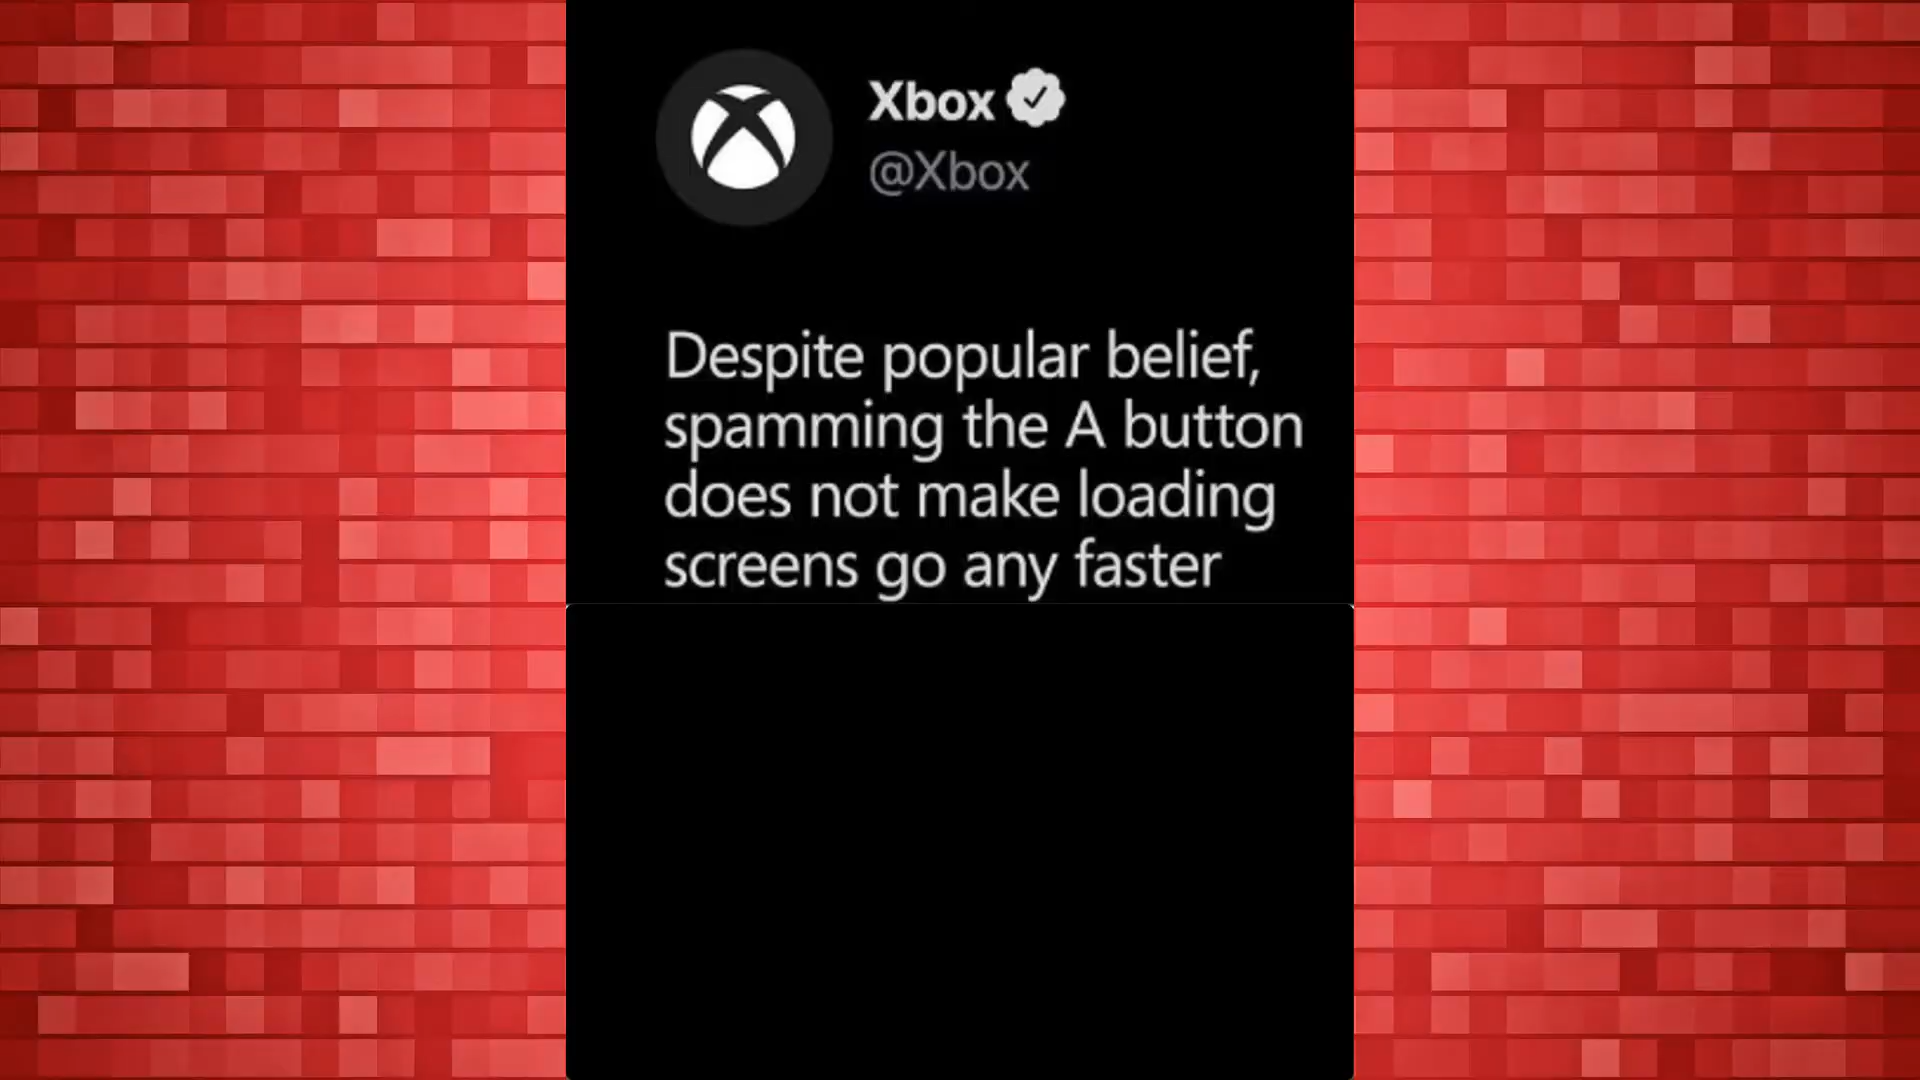 Xbox
@Xbox
Despite popular belief,
spamming the A button
does not make loading
screens go any faster